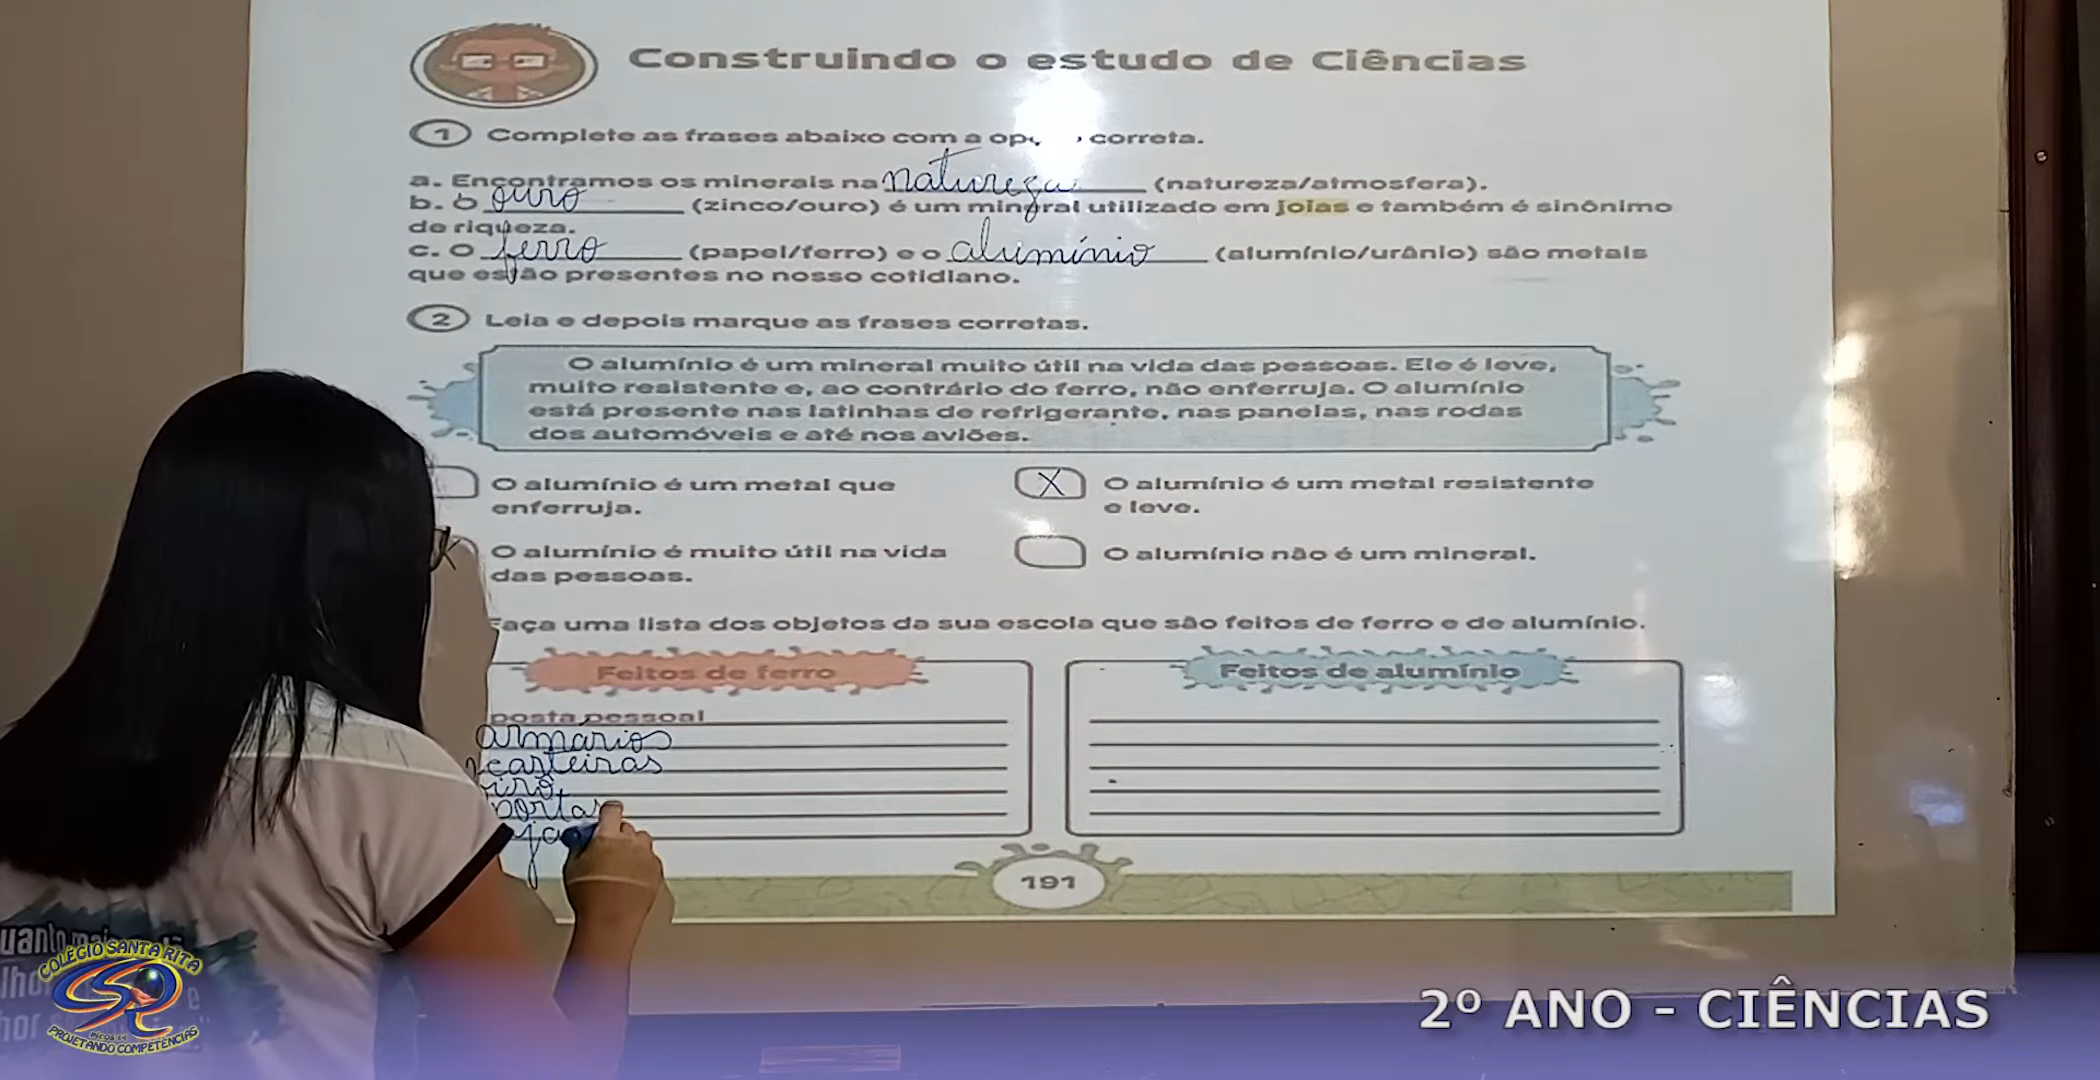 Construindo o estudo de Ciências
1 Complete as frases abaixo com a correta.
a. Encontramos os minerais na natureza (natureza/atmosfera).
b. O ouro (zinco/ouro) é um mineral utilizado em joias e também é sinônimo
de riqueza.
c. O ferro (papel/ferro) e o alumínio (alumínio/urânio) são metais
que estão presentes no nosso cotidiano.
2 Leia e depois marque as frases corretas.
O alumínio é um mineral muito útil na vida das pessoas. Ele é leve,
muito resistente e, ao contrário do ferro, não enferruja. O alumínio
está presente nas latinhas de refrigerante, nas panelas, nas rodas
dos automóveis e até nos aviões.
O alumínio é um metal que
enferruja.
X O alumínio é um metal resistente
e leve.
X O alumínio é muito útil na vida
das pessoas.
O alumínio não é um mineral.
Faça uma lista dos objetos da sua escola que são feitos de ferro e de alumínio.
Feitos de ferro
Feitos de alumínio
posta pessoal
armários
carteiras
portas
ja
191
COLÉGIO SANTA RITA
PROJETANDO COMPETÊNCIAS
2º ANO - CIÊNCIAS